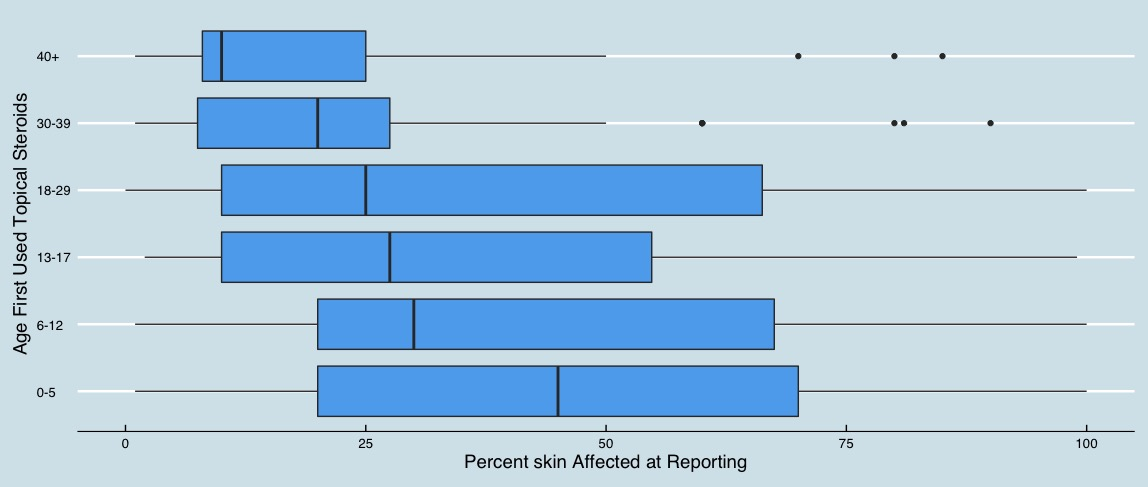 Age First Used Topical Steroids
40+
30-39
18-29
13-17
6-12
0-5
0 25 50 75 100
Percent skin Affected at Reporting